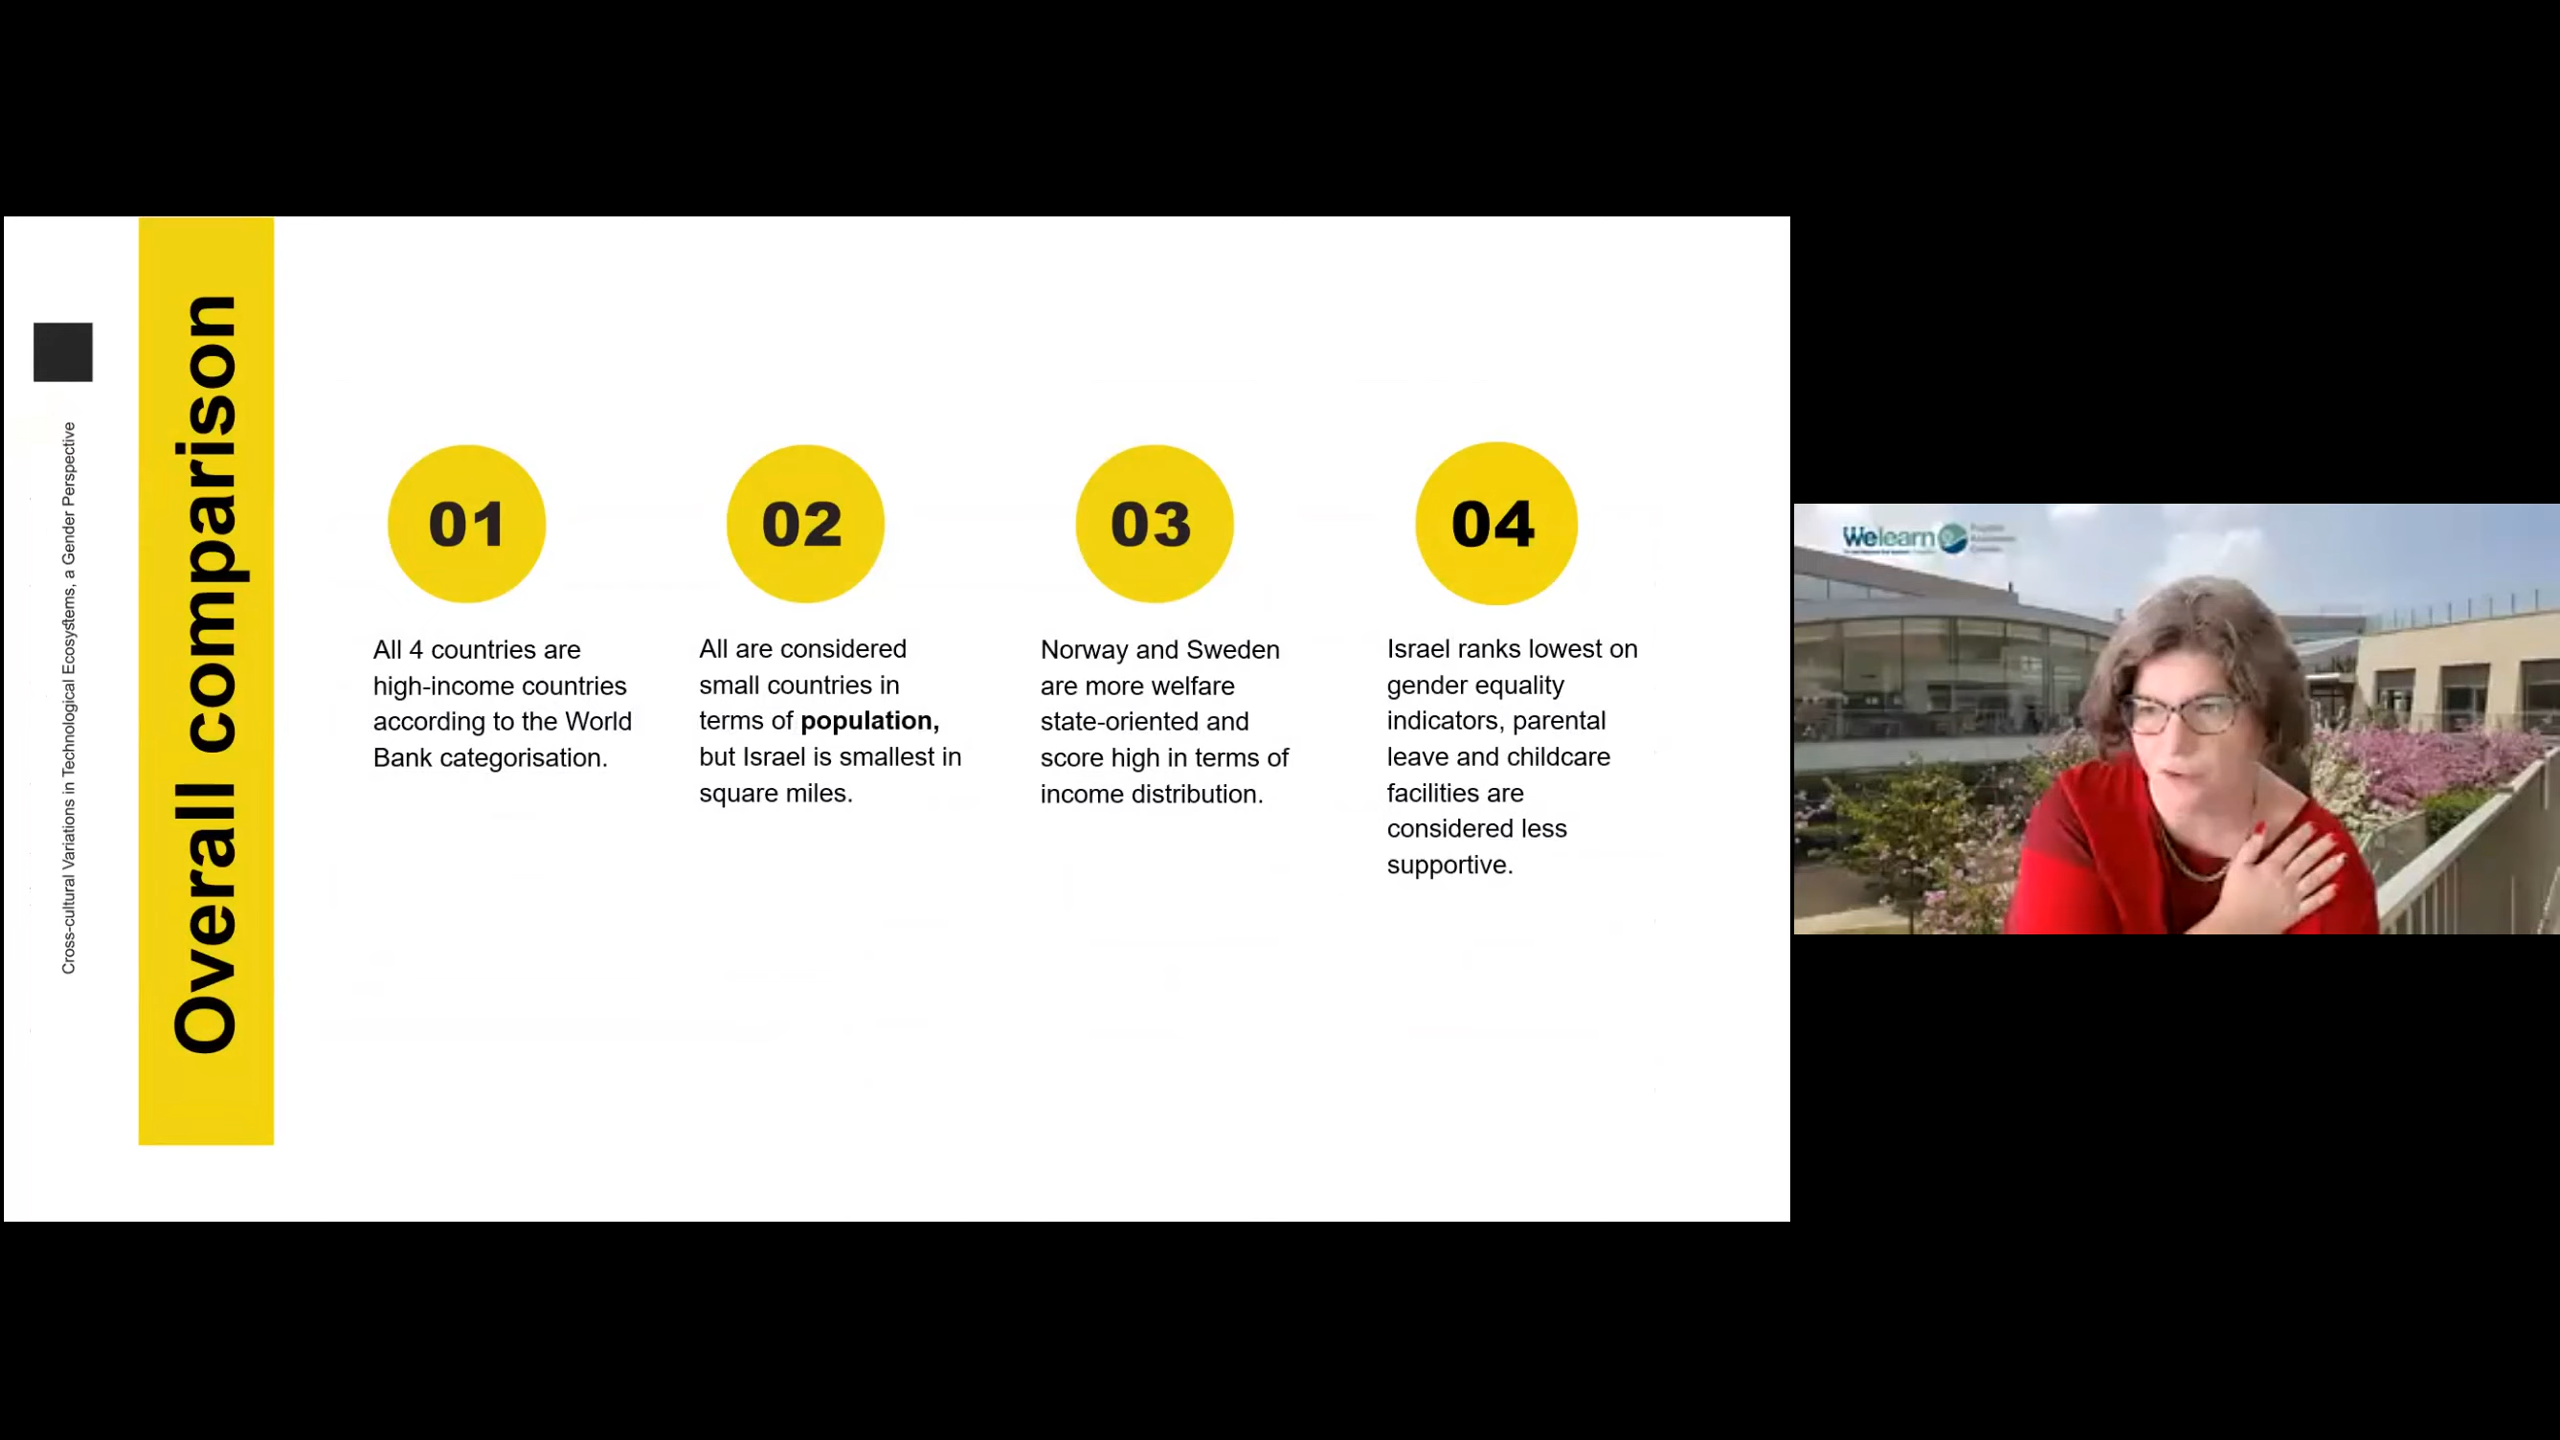 Cross-cultural Variations in Technological Ecosystems, a Gender Perspective
Overall comparison
01
All 4 countries are
high-income countries
according to the World
Bank categorisation.
02
All are considered
small countries in
terms of population,
but Israel is smallest in
square miles.
03
Norway and Sweden
are more welfare
state-oriented and
score high in terms of
income distribution.
04
Israel ranks lowest on
gender equality
indicators, parental
leave and childcare
facilities are
considered less
supportive.
Welearn